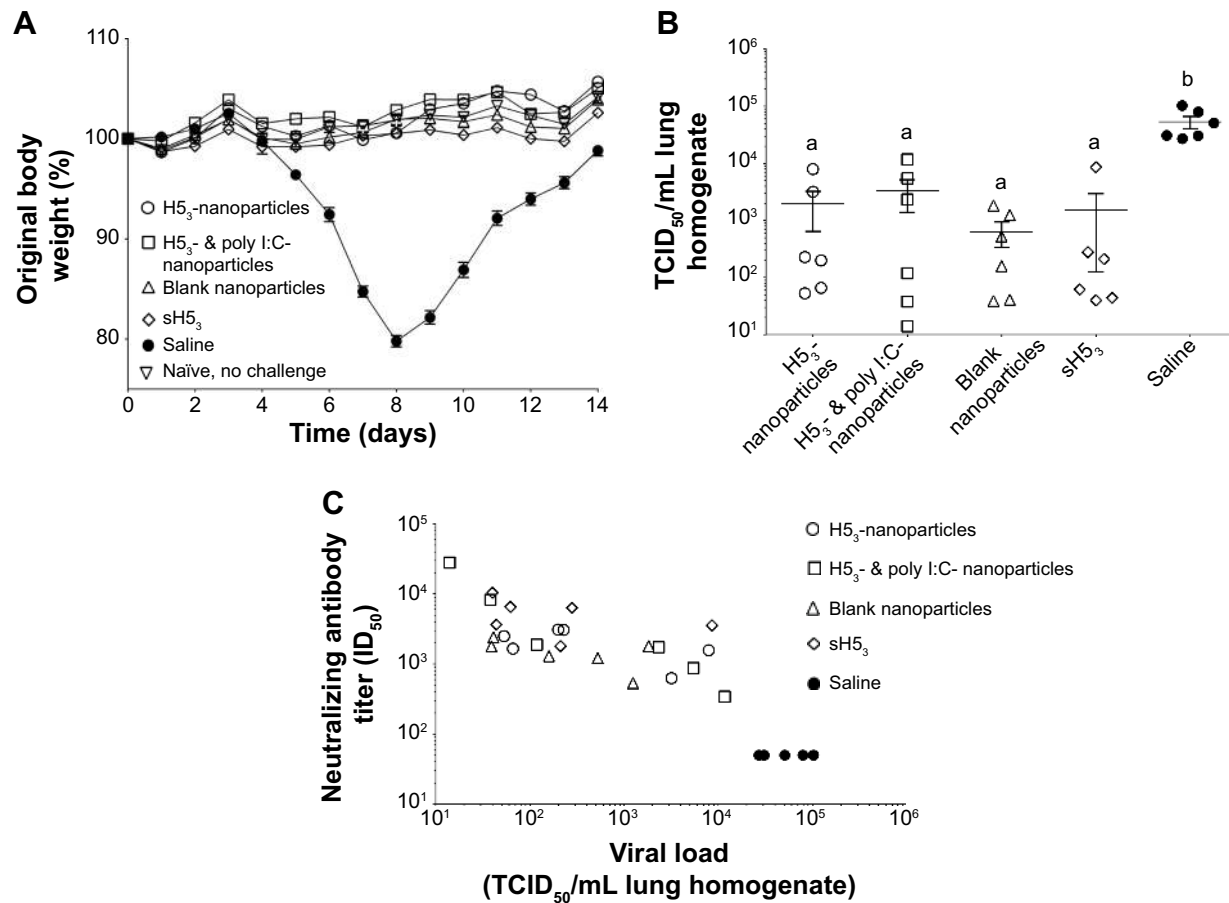 A
110
100
90
80
Original body
weight (%)
H5₃-nanoparticles
H5₃- & poly I:C-
nanoparticles
Blank nanoparticles
sH5₃
Saline
Naïve, no challenge
0 2 4 6 8 10 12 14
Time (days)
B
10⁶
10⁵
10⁴
10³
10²
10¹
TCID₅₀/mL lung
homogenate
a
a
a
a
b
H5₃-
nanoparticles
H5₃- & poly I:C-
nanoparticles
Blank
nanoparticles
sH5₃
Saline
C
10⁵
10⁴
10³
10²
10¹
Neutralizing antibody
titer (ID₅₀)
10¹ 10² 10³ 10⁴ 10⁵ 10⁶
Viral load
(TCID₅₀/mL lung homogenate)
H5₃-nanoparticles
H5₃- & poly I:C- nanoparticles
Blank nanoparticles
sH5₃
Saline